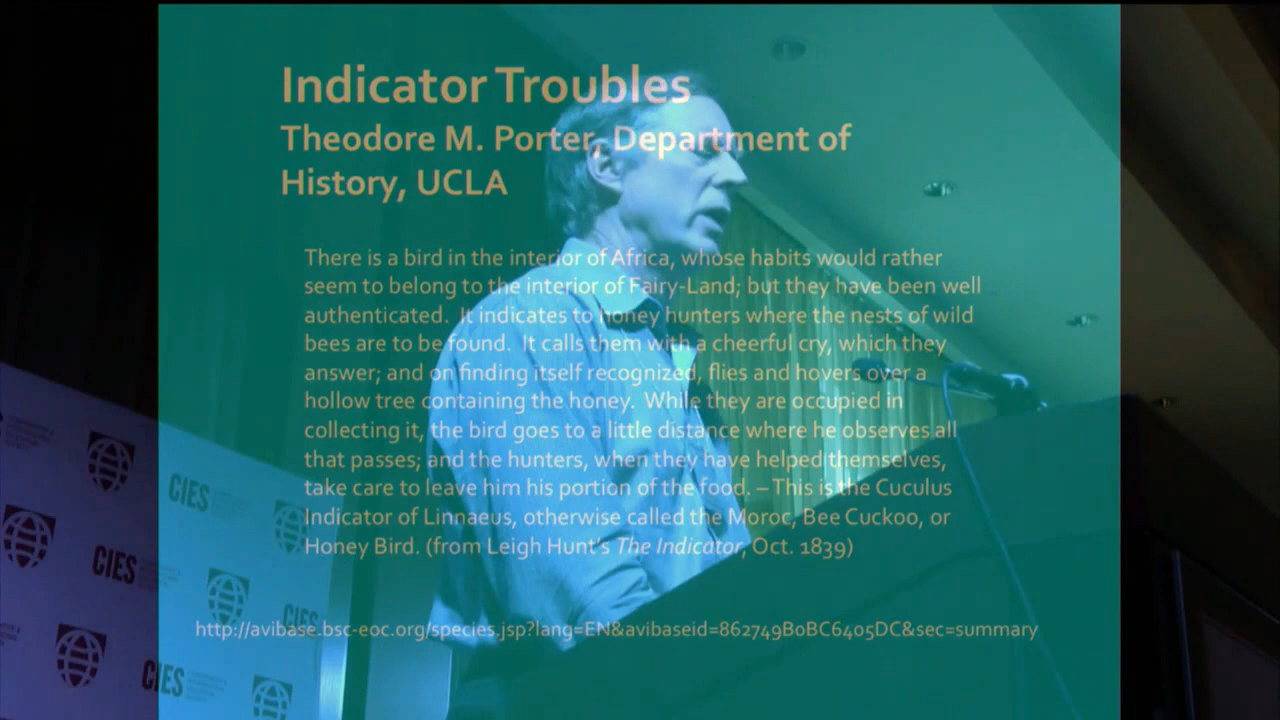 Indicator Troubles
Theodore M. Porter, Department of
History, UCLA
There is a bird in the interior of Africa, whose habits would rather
seem to belong to the interior of Fairy-Land; but they have been well
authenticated. It indicates to honey hunters where the nests of wild
bees are to be found. It calls them with a cheerful cry, which they
answer; and on finding itself recognized, flies and hovers over a
hollow tree containing the honey. While they are occupied in
collecting it, the bird goes to a little distance where he observes all
that passes; and the hunters, when they have helped themselves,
take care to leave him his portion of the food. – This is the Cuculus
Indicator of Linnaeus, otherwise called the Moroc, Bee Cuckoo, or
Honey Bird. (from Leigh Hunt's The Indicator, Oct. 1839)
http://avibase.bsc-eoc.org/species.jsp?lang=EN&avibaseid=862749B0BC6405DC&sec=summary
CIES
CIES
CIES
CIES